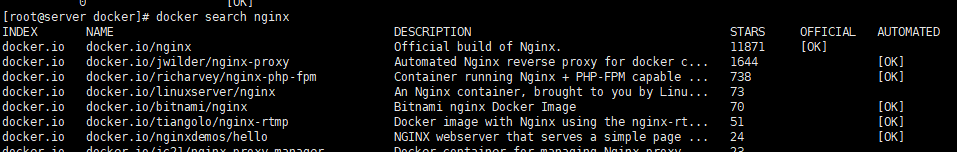 0 [OK]
[root@server docker]# docker search nginx
INDEX NAME DESCRIPTION STARS OFFICIAL AUTOMATED
docker.io docker.io/nginx Official build of Nginx. 11871 [OK]
docker.io docker.io/jwilder/nginx-proxy Automated Nginx reverse proxy for docker c... 1644 [OK]
docker.io docker.io/richarvey/nginx-php-fpm Container running Nginx + PHP-FPM capable ... 738 [OK]
docker.io docker.io/linuxserver/nginx An Nginx container, brought to you by Linu... 73
docker.io docker.io/bitnami/nginx Bitnami nginx Docker Image 70 [OK]
docker.io docker.io/tiangolo/nginx-rtmp Docker image with Nginx using the nginx-rt... 51 [OK]
docker.io docker.io/nginxdemos/hello NGINX webserver that serves a simple page ... 24 [OK]
docker.io docker.io/jc21/nginx-proxy-manager Docker container for managing Nginx proxy ... 23